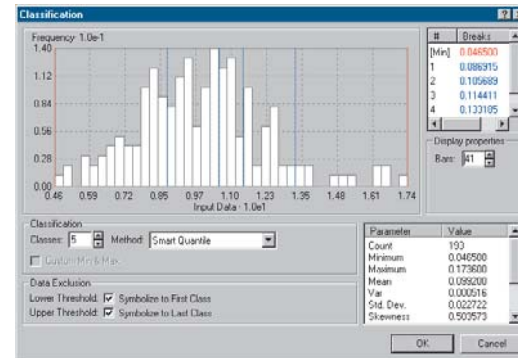 Classification
Frequency 1.0e-1
1.40
1.12
0.84
0.56
0.28
0.00
0.46 0.59 0.72 0.85 0.97 1.10 1.23 1.35 1.48 1.61 1.74
Input Data · 1.0e1
# Breaks
[Min] 0.046500
1 0.086915
2 0.105689
3 0.114411
4 0.133185
Display properties
Bars: 41
Classification
Classes: 5 Method: Smart Quantile
Custom Min & Max
Data Exclusion
Lower Threshold: Symbolize to First Class
Upper Threshold: Symbolize to Last Class
Parameter Value
Count 193
Minimum 0.046500
Maximum 0.173600
Mean 0.099200
Var 0.000516
Std. Dev. 0.022722
Skewness 0.503573
OK Cancel